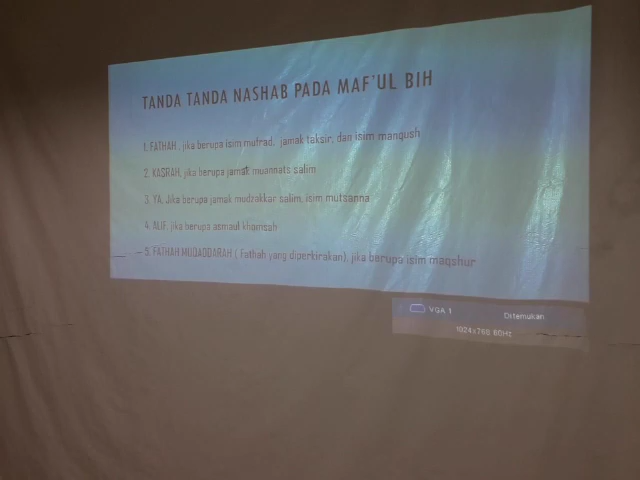 TANDA TANDA NASHAB PADA MAF'UL BIH
1. FATHAH , jika berupa isim mufrad, jamak taksir, dan isim manqush
2. KASRAH, jika berupa jamak muannats salim
3. YA, Jika berupa jamak mudzakkar salim, isim mutsanna
4. ALIF, jika berupa asmaul khomsah
5. FATHAH MUQADDARAH ( Fathah yang diperkirakan), jika berupa isim maqshur
VGA 1 Ditemukan
1024x768 60Hz